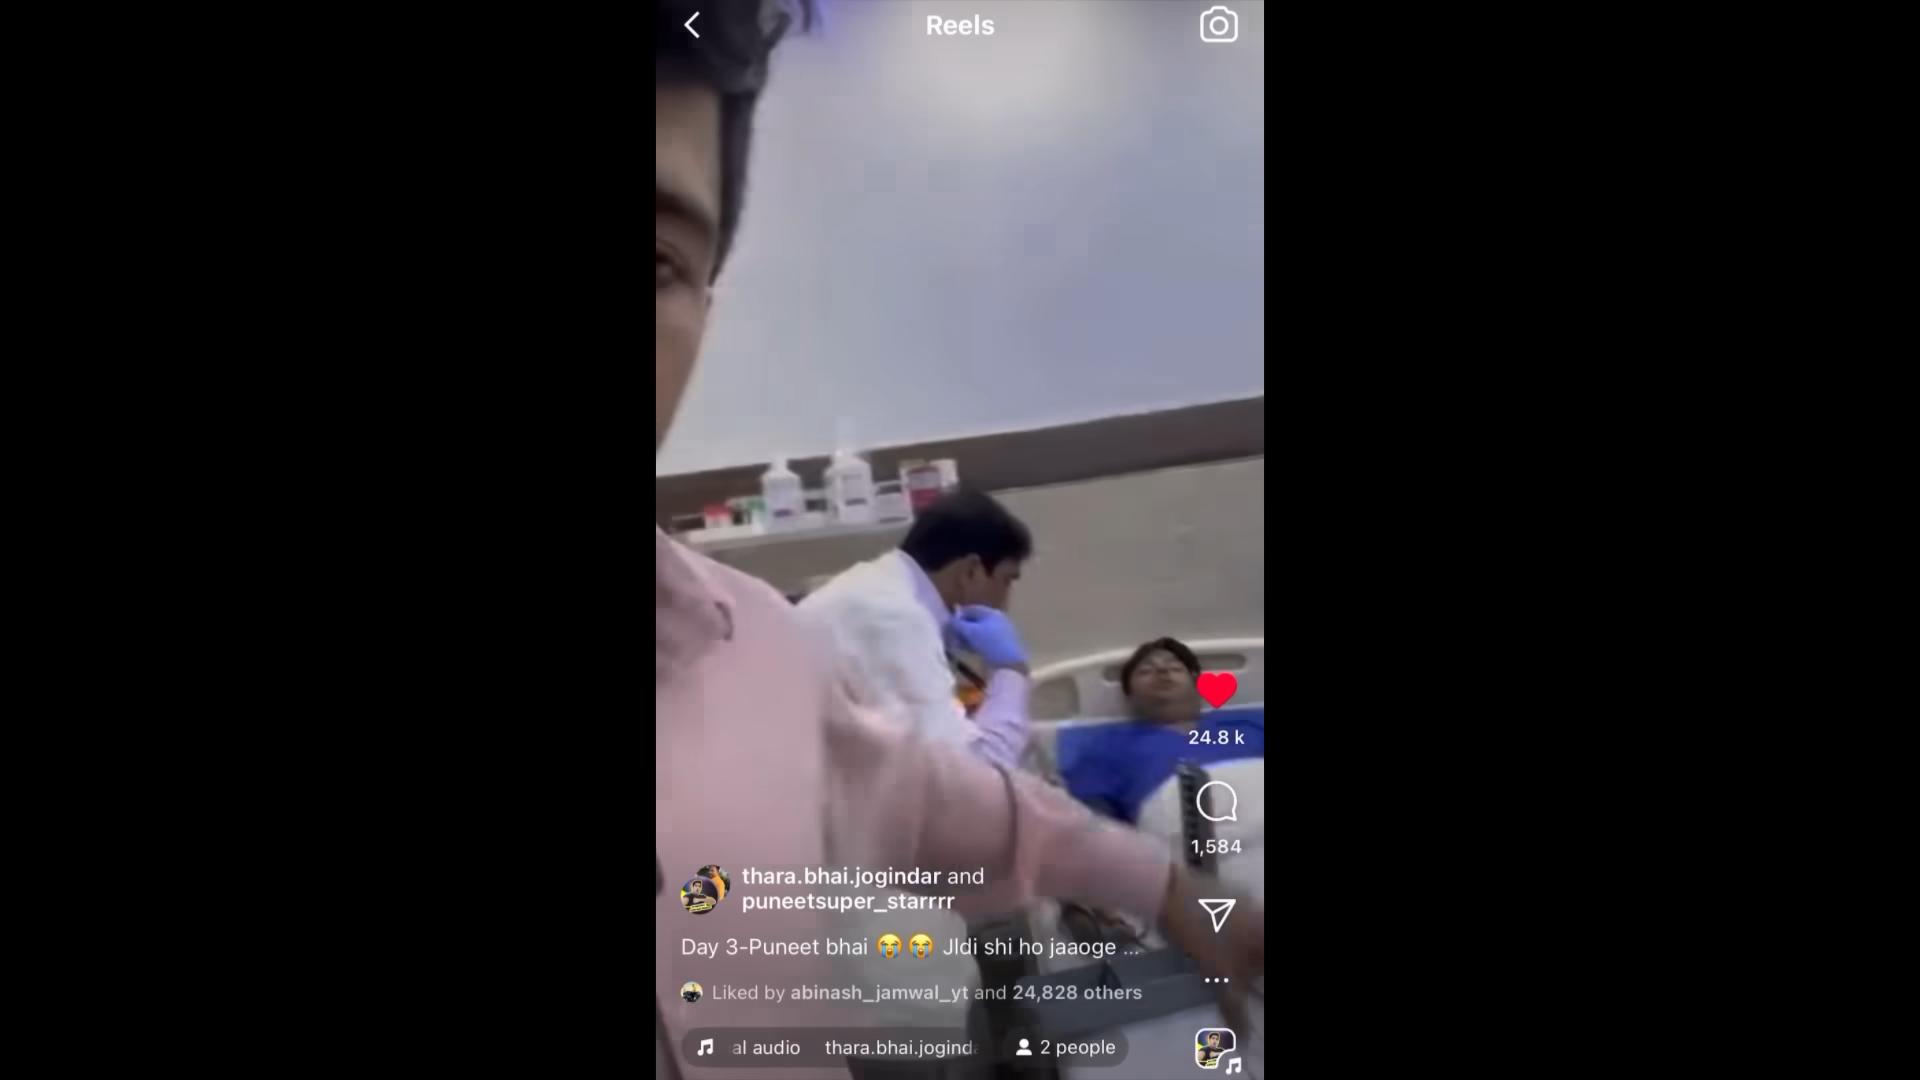 Reels
24.8 k
1,584
thara.bhai.jogindar and
puneetsuper_starrrr
Day 3-Puneet bhai 😭😭 Jldi shi ho jaaoge ...
Liked by abinash_jamwal_yt and 24,828 others
al audio thara.bhai.jogind
2 people